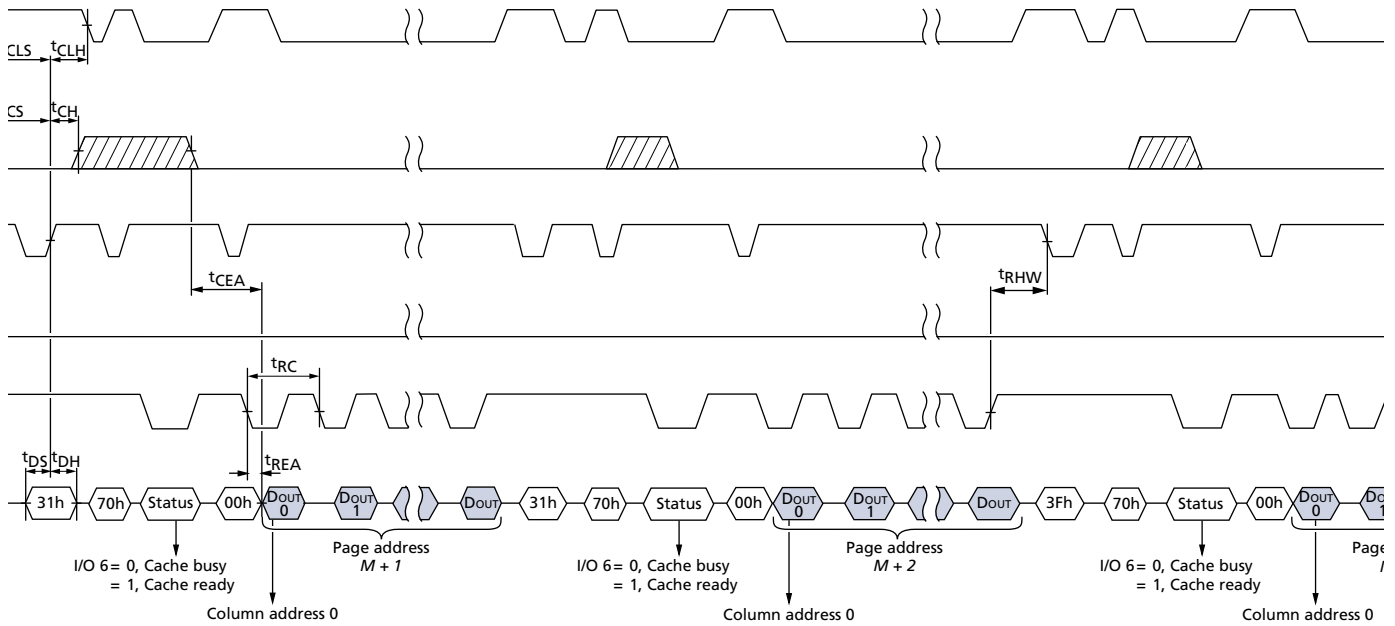 CLS tCLH
CS tCH
tCEA
tRHW
tRC
tDS tDH
tREA
31h 70h Status 00h DOUT 0 DOUT 1 DOUT 31h 70h Status 00h DOUT 0 DOUT 1 DOUT 3Fh 70h Status 00h DOUT 0
Page address
M + 1
Page address
M + 2
I/O 6 = 0, Cache busy
= 1, Cache ready
I/O 6 = 0, Cache busy
= 1, Cache ready
I/O 6 = 0, Cache busy
= 1, Cache ready
Column address 0
Column address 0
Column address 0